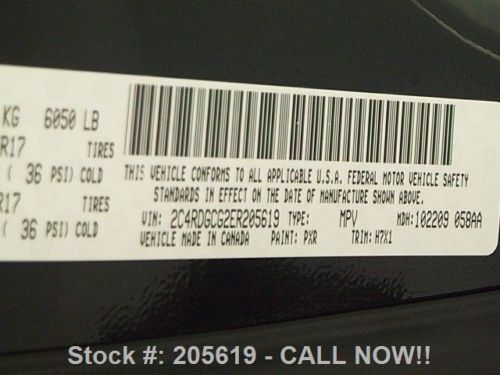 KG 6050 LB
R17 TIRES
( 36 PSI) COLD
THIS VEHICLE CONFORMS TO ALL APPLICABLE U.S.A. FEDERAL MOTOR VEHICLE SAFETY
STANDARDS IN EFFECT ON THE DATE OF MANUFACTURE SHOWN ABOVE.
R17 TIRES
( 36 PSI) COLD
VIN: 2C4RDGCG2ER205619 TYPE: MPV MDH: 102209 058AA
VEHICLE MADE IN CANADA PAINT: PXR TRIM: H7X1
Stock #: 205619 - CALL NOW!!